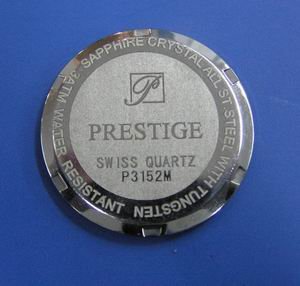 P
PRESTIGE
SWISS QUARTZ
P3152M
3ATM WATER RESISTANT
SAPPHIRE CRYSTAL ALL ST. STEEL WITH TUNGSTEN